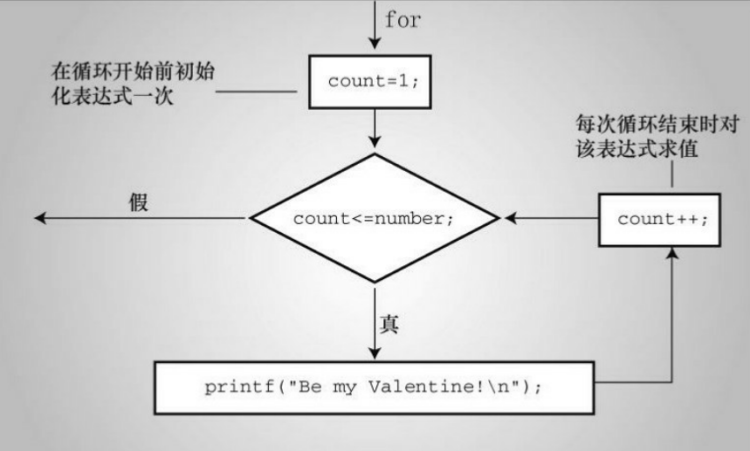 for
count=1;
在循环开始前初始
化表达式一次
每次循环结束时对
该表达式求值
假
count<=number;
count++;
真
printf("Be my Valentine!\n");